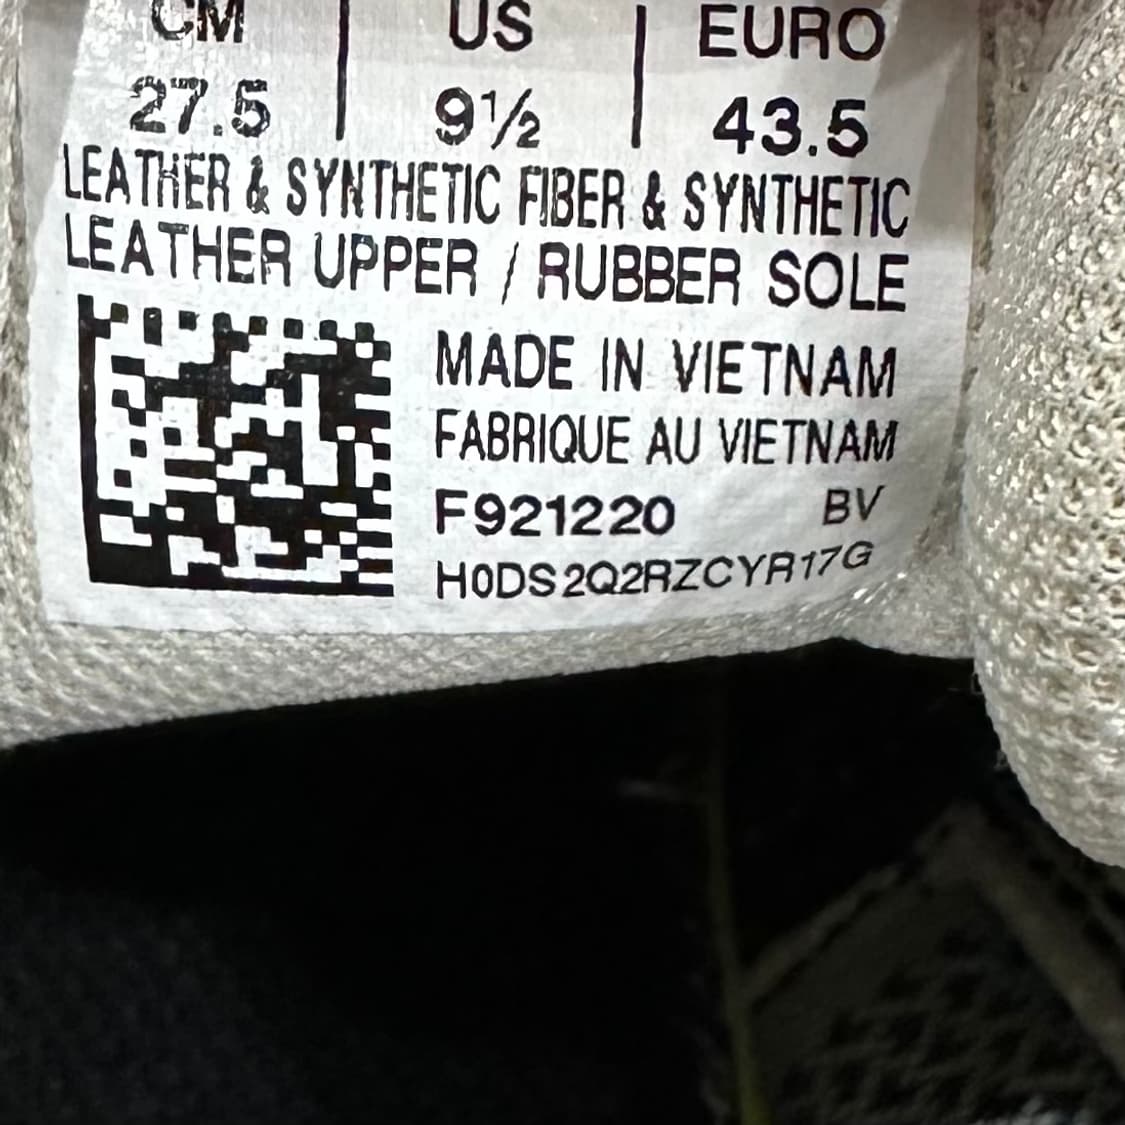 CM US EURO
27.5 9½ 43.5
LEATHER & SYNTHETIC FIBER & SYNTHETIC
LEATHER UPPER / RUBBER SOLE
MADE IN VIETNAM
FABRIQUE AU VIETNAM
F921220 BV
H0DS2Q2RZCYR17G